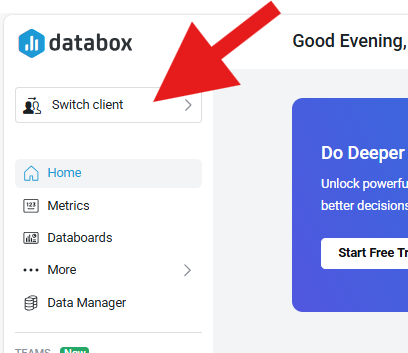 databox
Good Evening,
Switch client
Do Deeper
Unlock powerfu
better decisions
Start Free Tr
Home
123
Metrics
Databoards
More
Data Manager
TEAMS New